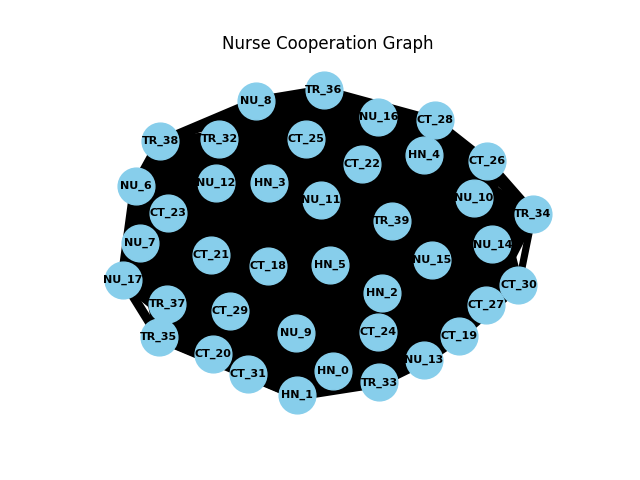 Nurse Cooperation Graph
TR_36
NU_8
NU_16
CT_28
TR_38
TR_32
CT_25
HN_4
CT_22
CT_26
NU_6
NU_12
HN_3
NU_11
NU_10
CT_23
TR_39
TR_34
NU_7
CT_21
CT_18
HN_5
NU_15
NU_14
NU_17
HN_2
CT_30
TR_37
CT_29
CT_27
TR_35
NU_9
CT_24
CT_19
CT_20
NU_13
CT_31
HN_0
TR_33
HN_1